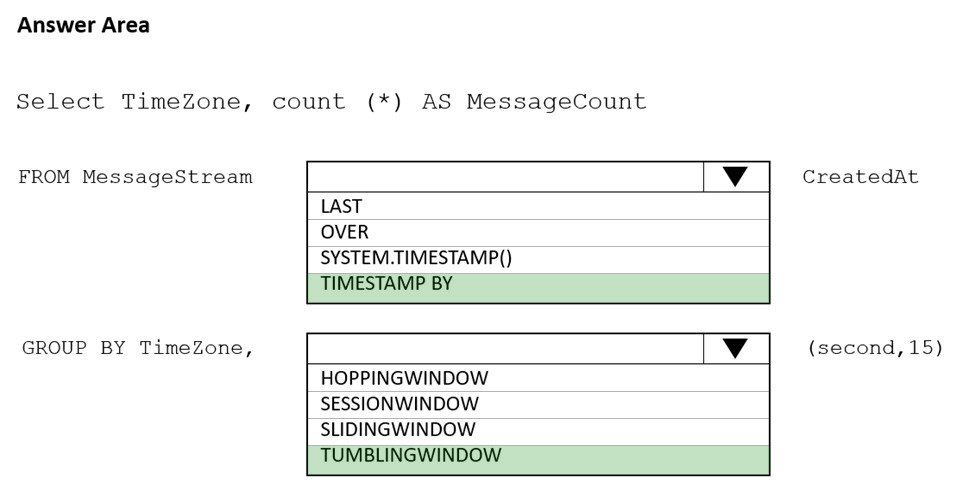 Answer Area
Select TimeZone, count (*) AS MessageCount
FROM MessageStream CreatedAt
LAST
OVER
SYSTEM.TIMESTAMP()
TIMESTAMP BY
GROUP BY TimeZone, (second,15)
HOPPINGWINDOW
SESSIONWINDOW
SLIDINGWINDOW
TUMBLINGWINDOW